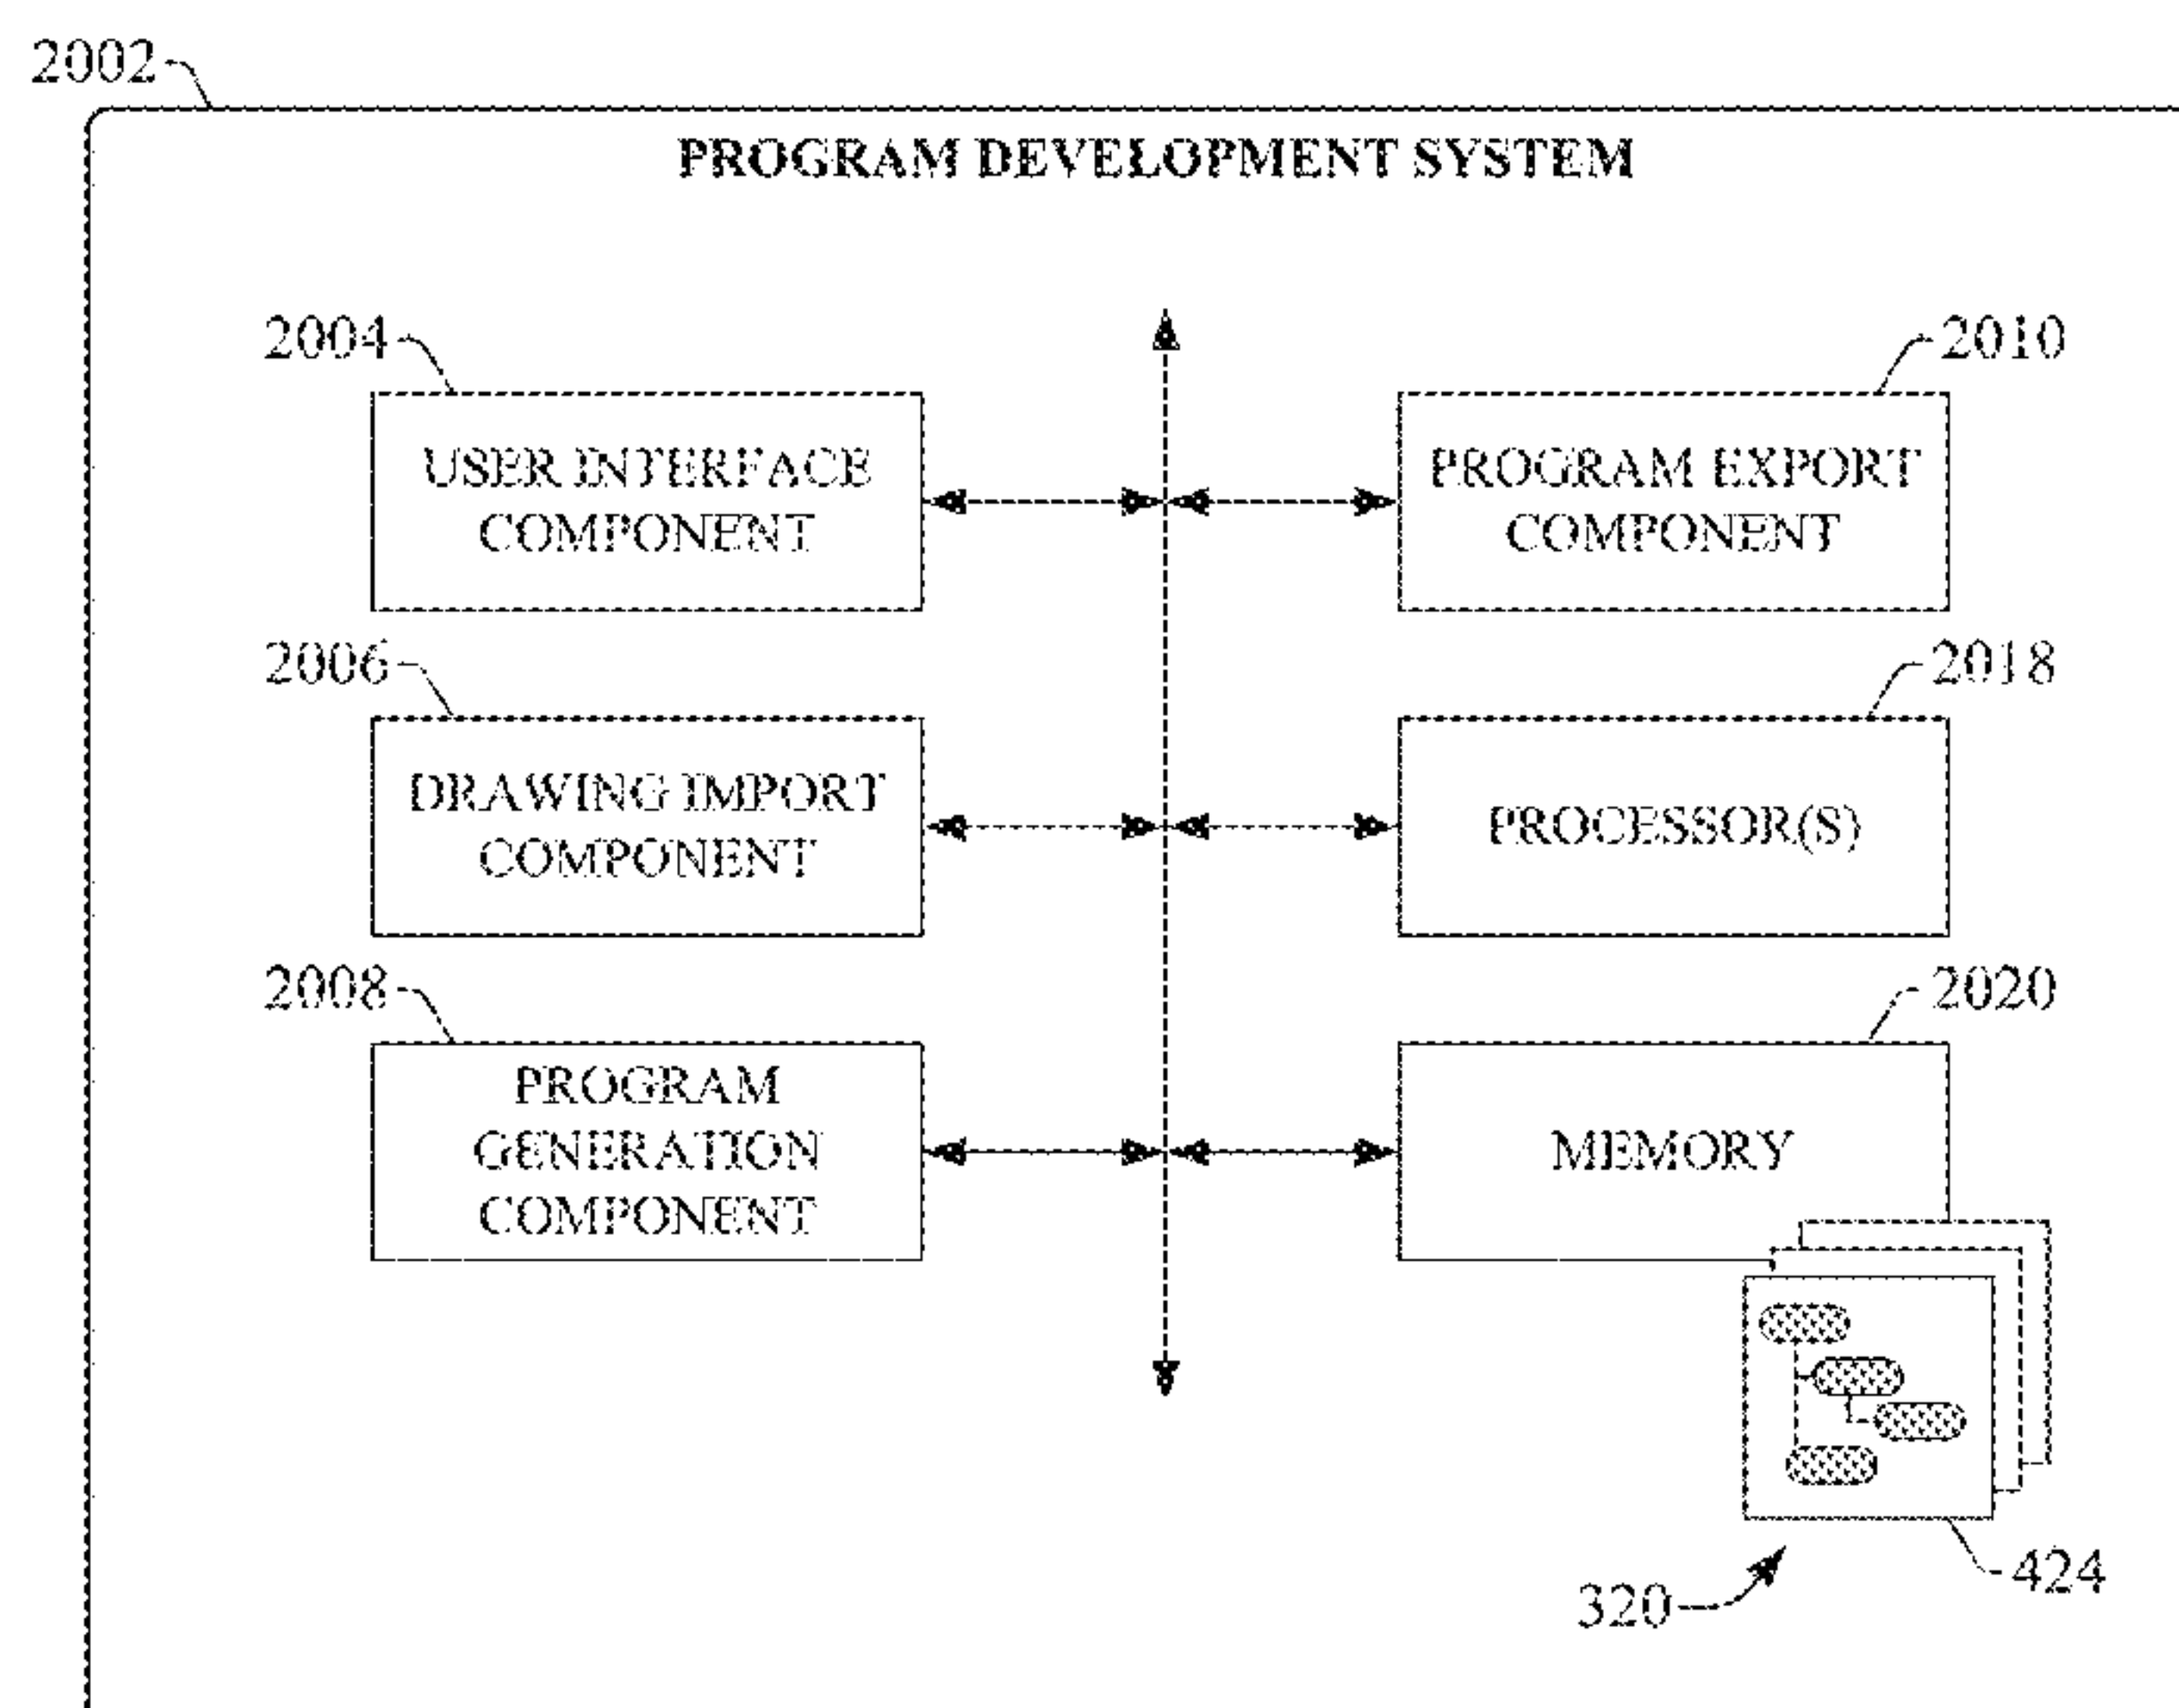 2002
PROGRAM DEVELOPMENT SYSTEM
2004
USER INTERFACE
COMPONENT
2010
PROGRAM EXPORT
COMPONENT
2006
DRAWING IMPORT
COMPONENT
2018
PROCESSOR(S)
2008
PROGRAM
GENERATION
COMPONENT
2020
MEMORY
424
320